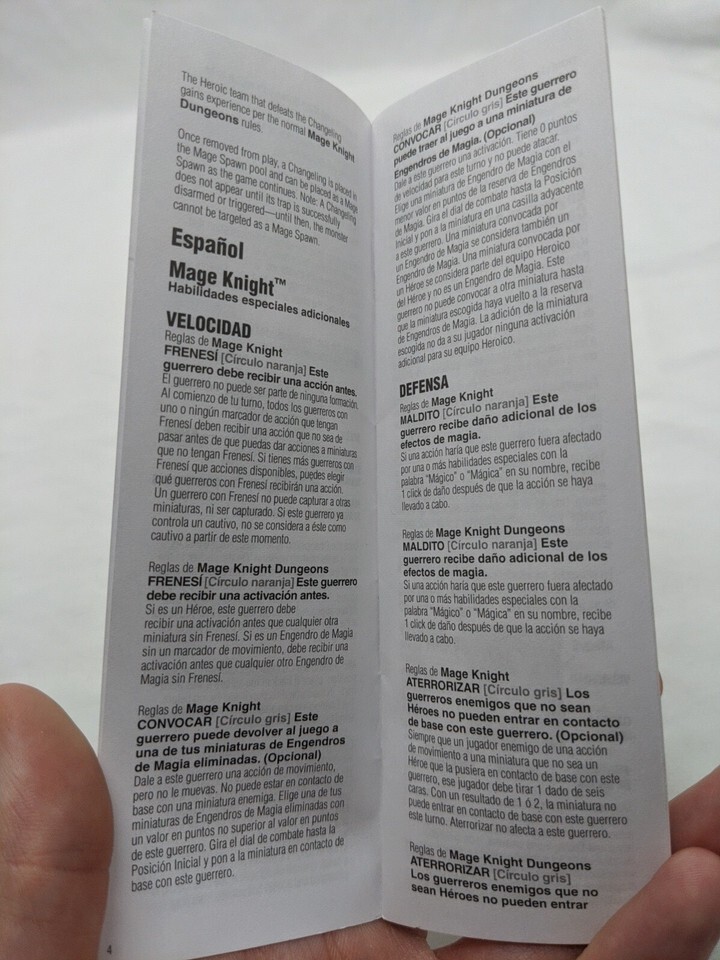 The Heroic team that defeats the Changeling
gains experience per the normal Mage Knight
Dungeons rules.
Once removed from play, a Changeling is placed in
the Mage Spawn pool and can be placed as a Mage
Spawn as the game continues. Note: A Changeling
does not appear until its trap is successfully
disarmed or triggered—until then, the monster
cannot be targeted as a Mage Spawn.
Español
Mage Knight™
Habilidades especiales adicionales
VELOCIDAD
Reglas de Mage Knight
FRENESÍ [Círculo naranja] Este
guerrero debe recibir una acción antes.
El guerrero no puede ser parte de ninguna formación.
Al comienzo de tu turno, todos los guerreros con
uno o ningún marcador de acción que tengan
Frenesí deben recibir una acción que no sea de
pasar antes de que puedas dar acciones a miniaturas
que no tengan Frenesí. Si tienes más guerreros con
Frenesí que acciones disponibles, puedes elegir
qué guerreros con Frenesí recibirán una acción.
Un guerrero con Frenesí no puede capturar a otras
miniaturas, ni ser capturado. Si este guerrero ya
controla un cautivo, no se considera a éste como
cautivo a partir de este momento.
Reglas de Mage Knight Dungeons
FRENESÍ [Círculo naranja] Este guerrero
debe recibir una activación antes.
Si es un Héroe, este guerrero debe
recibir una activación antes que cualquier otra
miniatura sin Frenesí. Si es un Engendro de Magia
sin un marcador de movimiento, debe recibir una
activación antes que cualquier otro Engendro de
Magia sin Frenesí.
Reglas de Mage Knight
CONVOCAR [Círculo gris] Este
guerrero puede devolver al juego a
una de tus miniaturas de Engendros
de Magia eliminadas. (Opcional)
Dale a este guerrero una acción de movimiento,
pero no le muevas. No puede estar en contacto de
base con una miniatura enemiga. Elige una de tus
miniaturas de Engendros de Magia eliminadas con
un valor en puntos no superior al valor en puntos
de este guerrero. Gira el dial de combate hasta la
Posición Inicial y pon a la miniatura en contacto de
base con este guerrero.
4
Reglas de Mage Knight Dungeons
CONVOCAR [Círculo gris] Este guerrero
puede traer al juego a una miniatura de
Engendros de Magia. (Opcional)
Dale a este guerrero una activación. Tiene 0 puntos
de velocidad para este turno y no puede atacar.
Elige una miniatura de Engendro de Magia con el
menor valor en puntos de la reserva de Engendros
de Magia. Gira el dial de combate hasta la Posición
Inicial y pon a la miniatura en una casilla adyacente
a este guerrero. Una miniatura convocada por
un Engendro de Magia se considera también un
Engendro de Magia. Una miniatura convocada por
un Héroe se considera parte del equipo Heroico
del Héroe y no es un Engendro de Magia. Este
guerrero no puede convocar a otra miniatura hasta
que la miniatura escogida haya vuelto a la reserva
de Engendros de Magia. La adición de la miniatura
escogida no da a su jugador ninguna activación
adicional para su equipo Heroico.
DEFENSA
Reglas de Mage Knight
MALDITO [Círculo naranja] Este
guerrero recibe daño adicional de los
efectos de magia.
Si una acción haría que este guerrero fuera afectado
por una o más habilidades especiales con la
palabra "Mágico" o "Mágica" en su nombre, recibe
1 click de daño después de que la acción se haya
llevado a cabo.
Reglas de Mage Knight Dungeons
MALDITO [Círculo naranja] Este
guerrero recibe daño adicional de los
efectos de magia.
Si una acción haría que este guerrero fuera afectado
por una o más habilidades especiales con la
palabra "Mágico" o "Mágica" en su nombre, recibe
1 click de daño después de que la acción se haya
llevado a cabo.
Reglas de Mage Knight
ATERRORIZAR [Círculo gris] Los
guerreros enemigos que no sean
Héroes no pueden entrar en contacto
de base con este guerrero. (Opcional)
Siempre que un jugador enemigo de una acción
de movimiento a una miniatura que no sea un
Héroe que la pusiera en contacto de base con este
guerrero, ese jugador debe tirar 1 dado de seis
caras. Con un resultado de 1 ó 2, la miniatura no
puede entrar en contacto de base con este guerrero
este turno. Aterrorizar no afecta a este guerrero.
Reglas de Mage Knight Dungeons
ATERRORIZAR [Círculo gris]
Los guerreros enemigos que no
sean Héroes no pueden entrar